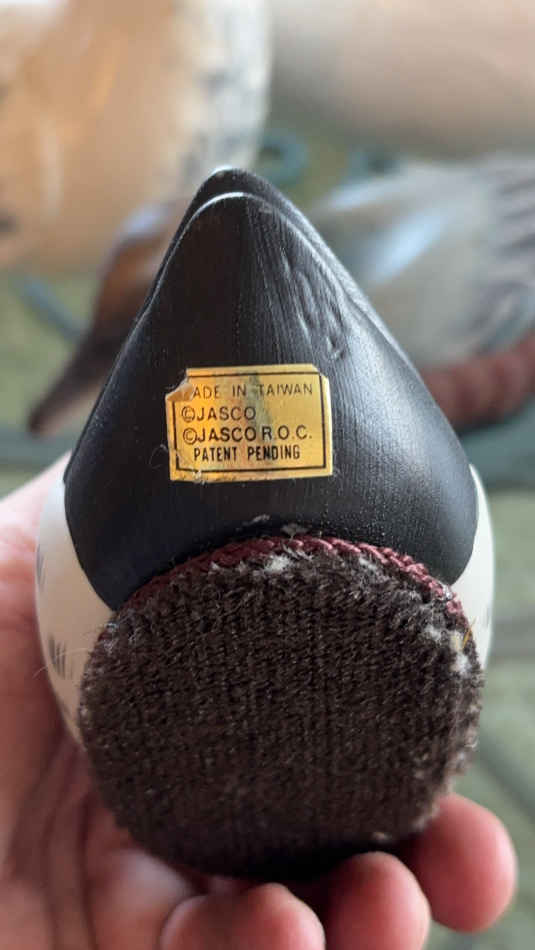 ADE IN TAIWAN
©JASCO
©JASCO R.O.C.
PATENT PENDING